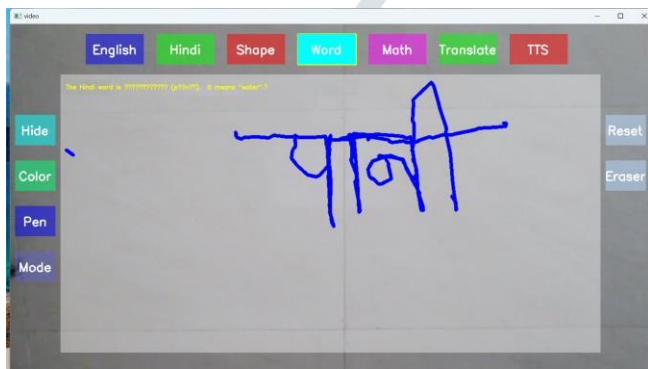 video
English Hindi Shape Word Math Translate TTS
The Hindi word is ???????????? (p??n??). It means "water".?
Hide
Reset
पानी
Color
Eraser
Pen
Mode